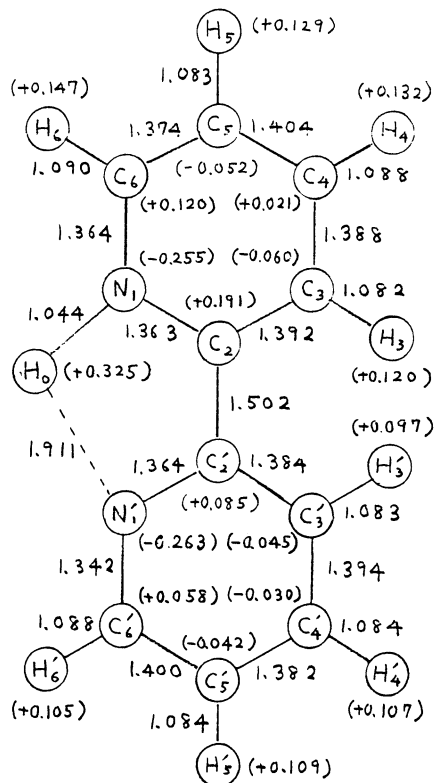 H5 (+0.129)
1.083
(+0.147) (+0.132)
H6 1.374 C5 1.404 H4
1.090 C6 (-0.052) C4 1.088
(+0.120) (+0.021)
1.364 1.388
(-0.255) (-0.060)
N1 (+0.191) C3 1.082
1.044 1.363 C2 1.392 H3
H0 (+0.325) (+0.120)
1.502
(+0.097)
1.911 1.364 C2' 1.384 H3'
N1' (+0.085) C3' 1.083
(-0.263) (-0.045)
1.342 1.394
(+0.058) (-0.030)
1.088 C6' (-0.042) C4' 1.084
H6' 1.400 C5' 1.382 H4'
(+0.105) (+0.107)
1.084
H5' (+0.109)